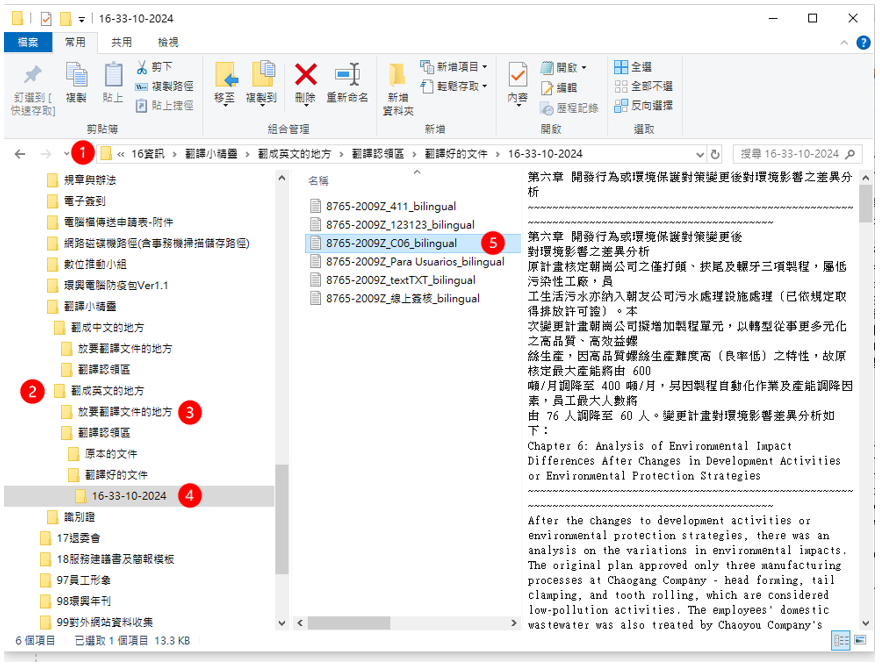 16-33-10-2024
檔案 常用 共用 檢視
釘選到 [快速存取]
複製
貼上
剪下
複製路徑
貼上捷徑
剪貼簿
移至
複製到
刪除
重新命名
組合管理
新增資料夾
新增項目
輕鬆存取
新增
內容
開啟
編輯
歷程記錄
開啟
全選
全部不選
反向選擇
選取
1
« 16資訊 › 翻譯小精靈 › 翻成英文的地方 › 翻譯認領區 › 翻譯好的文件 › 16-33-10-2024
搜尋 16-33-10-2024
規章與辦法
電子簽到
電腦檔傳送申請表-附件
網路磁碟機路徑(含事務機掃描儲存路徑)
數位推動小組
環興電腦防疫包Ver1.1
翻譯小精靈
翻成中文的地方
放要翻譯文件的地方
翻譯認領區
2 翻成英文的地方
放要翻譯文件的地方 3
翻譯認領區
原本的文件
翻譯好的文件
16-33-10-2024 4
識別證
17退委會
18服務建議書及簡報模板
97員工形象
98環興年刊
99對外網站資料收集
名稱
8765-2009Z_411_bilingual
8765-2009Z_123123_bilingual
8765-2009Z_C06_bilingual 5
8765-2009Z_Para Usuarios_bilingual
8765-2009Z_textTXT_bilingual
8765-2009Z_線上簽核_bilingual
第六章 開發行為或環境保護對策變更後對環境影響之差異分
析
~~~~~~~~~~~~~~~~~~~~~~~~~~~~~~~~~~~~~~~~~~~~~~~~
~~~~~~~~~~~~~~~~~~~~~~~~~~~~~~~~~~~~
第六章 開發行為或環境保護對策變更後
對環境影響之差異分析
原計畫核定朝崗公司之僅打頭、挾尾及輾牙三項製程，屬低
污染性工廠，員
工生活污水亦納入朝友公司污水處理設施處理（已依規定取
得排放許可證）。本
次變更計畫朝崗公司擬增加製程單元，以轉型從事更多元化
之高品質、高效益螺
絲生產，因高品質螺絲生產難度高（良率低）之特性，故原
核定最大產能將由 600
噸/月調降至 400 噸/月，另因製程自動化作業及產能調降因
素，員工最大人數將
由 76 人調降至 60 人。變更計畫對環境影響差異分析如
下：
Chapter 6: Analysis of Environmental Impact
Differences After Changes in Development Activities
or Environmental Protection Strategies
~~~~~~~~~~~~~~~~~~~~~~~~~~~~~~~~~~~~~~~~~~~~~~~~
~~~~~~~~~~~~~~~~~~~~~~~~~~~~~~~~~~~~
After the changes to development activities or
environmental protection strategies, there was an
analysis on the variations in environmental impacts.
The original plan approved only three manufacturing
processes at Chaogang Company - head forming, tail
clamping, and tooth rolling, which are considered
low-pollution activities. The employees' domestic
wastewater was also treated by Chaoyou Company's
6 個項目 已選取 1 個項目 13.3 KB